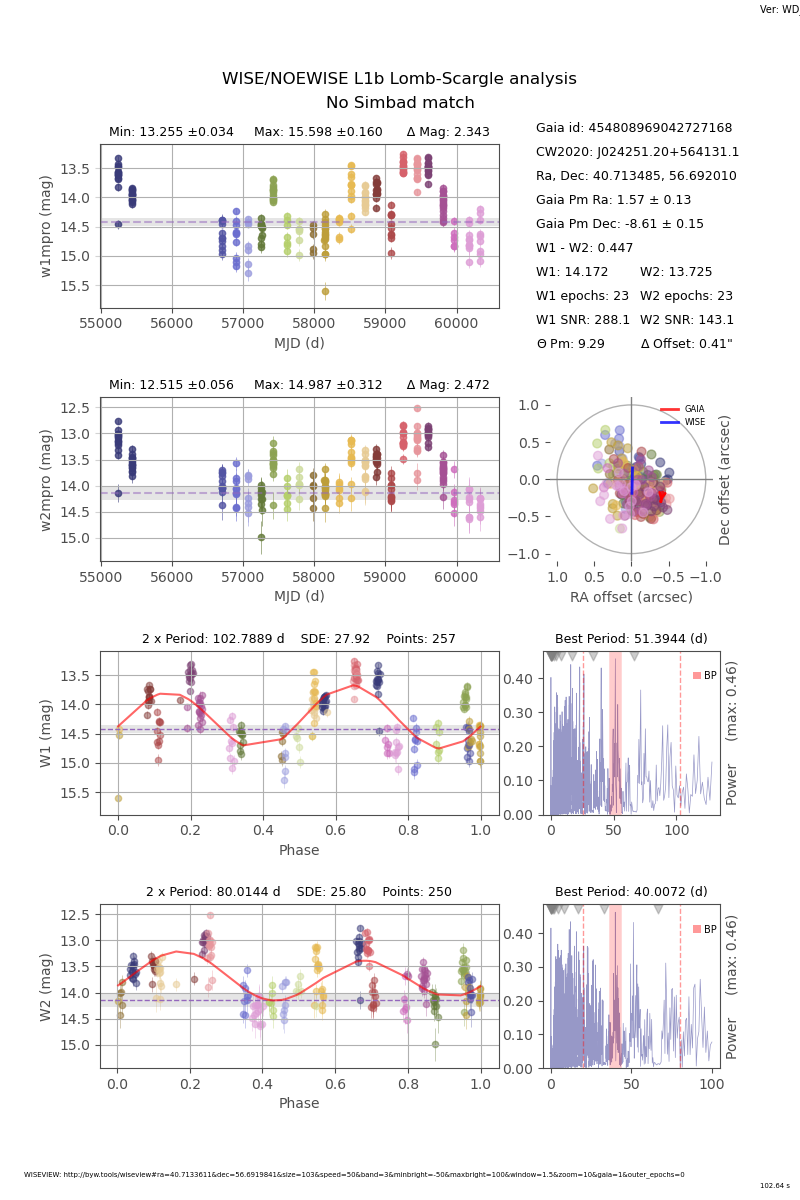 Ver: WD_
WISE/NOEWISE L1b Lomb-Scargle analysis
No Simbad match
Min: 13.255 ±0.034 Max: 15.598 ±0.160 Δ Mag: 2.343
w1mpro (mag)
13.5
14.0
14.5
15.0
15.5
55000 56000 57000 58000 59000 60000
MJD (d)
Gaia id: 454808969042727168
CW2020: J024251.20+564131.1
Ra, Dec: 40.713485, 56.692010
Gaia Pm Ra: 1.57 ± 0.13
Gaia Pm Dec: -8.61 ± 0.15
W1 - W2: 0.447
W1: 14.172 W2: 13.725
W1 epochs: 23 W2 epochs: 23
W1 SNR: 288.1 W2 SNR: 143.1
Θ Pm: 9.29 Δ Offset: 0.41"
Min: 12.515 ±0.056 Max: 14.987 ±0.312 Δ Mag: 2.472
w2mpro (mag)
12.5
13.0
13.5
14.0
14.5
15.0
55000 56000 57000 58000 59000 60000
MJD (d)
GAIA
WISE
1.0
0.5
0.0
−0.5
−1.0
Dec offset (arcsec)
1.0 0.5 0.0 −0.5 −1.0
RA offset (arcsec)
2 x Period: 102.7889 d SDE: 27.92 Points: 257
W1 (mag)
13.5
14.0
14.5
15.0
15.5
0.0 0.2 0.4 0.6 0.8 1.0
Phase
Best Period: 51.3944 (d)
BP
0.40
0.30
0.20
0.10
0.00
0 50 100
Power (max: 0.46)
2 x Period: 80.0144 d SDE: 25.80 Points: 250
W2 (mag)
12.5
13.0
13.5
14.0
14.5
15.0
0.0 0.2 0.4 0.6 0.8 1.0
Phase
Best Period: 40.0072 (d)
BP
0.40
0.30
0.20
0.10
0.00
0 50 100
Power (max: 0.46)
WISEVIEW: http://byw.tools/wiseview#ra=40.7133611&dec=56.6919841&size=103&speed=50&band=3&minbright=-50&maxbright=100&window=1.5&zoom=10&gaia=1&outer_epochs=0
102.64 s